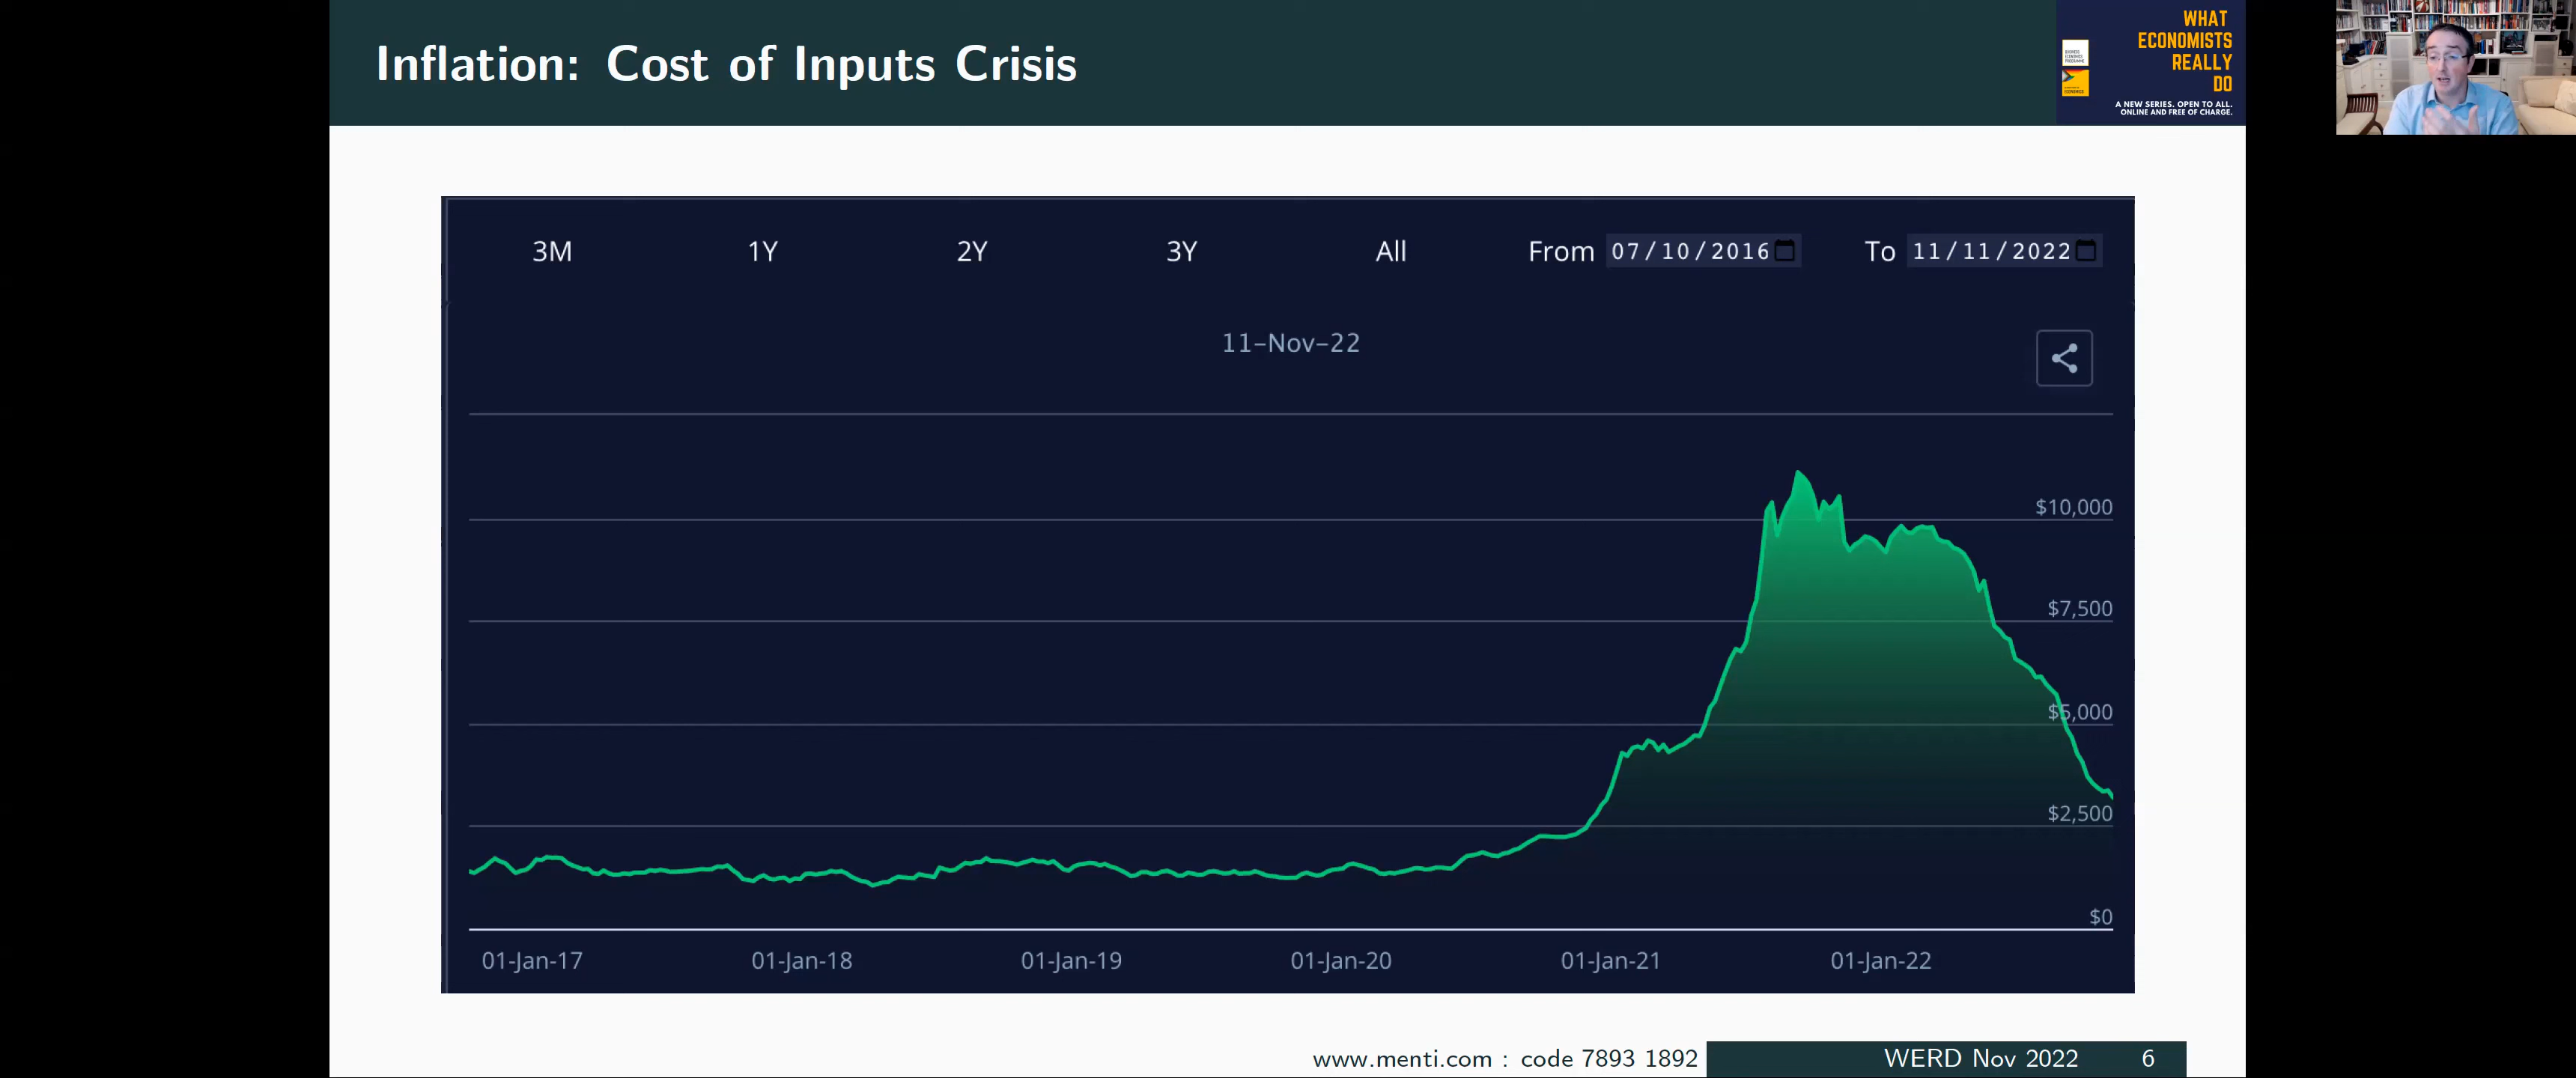 Inflation: Cost of Inputs Crisis
WHAT
ECONOMISTS
REALLY
DO
A NEW SERIES. OPEN TO ALL.
ONLINE AND FREE OF CHARGE.
3M 1Y 2Y 3Y All From 07/10/2016 To 11/11/2022
11-Nov-22
$10,000
$7,500
$5,000
$2,500
$0
01-Jan-17 01-Jan-18 01-Jan-19 01-Jan-20 01-Jan-21 01-Jan-22
www.menti.com : code 7893 1892 WERD Nov 2022 6